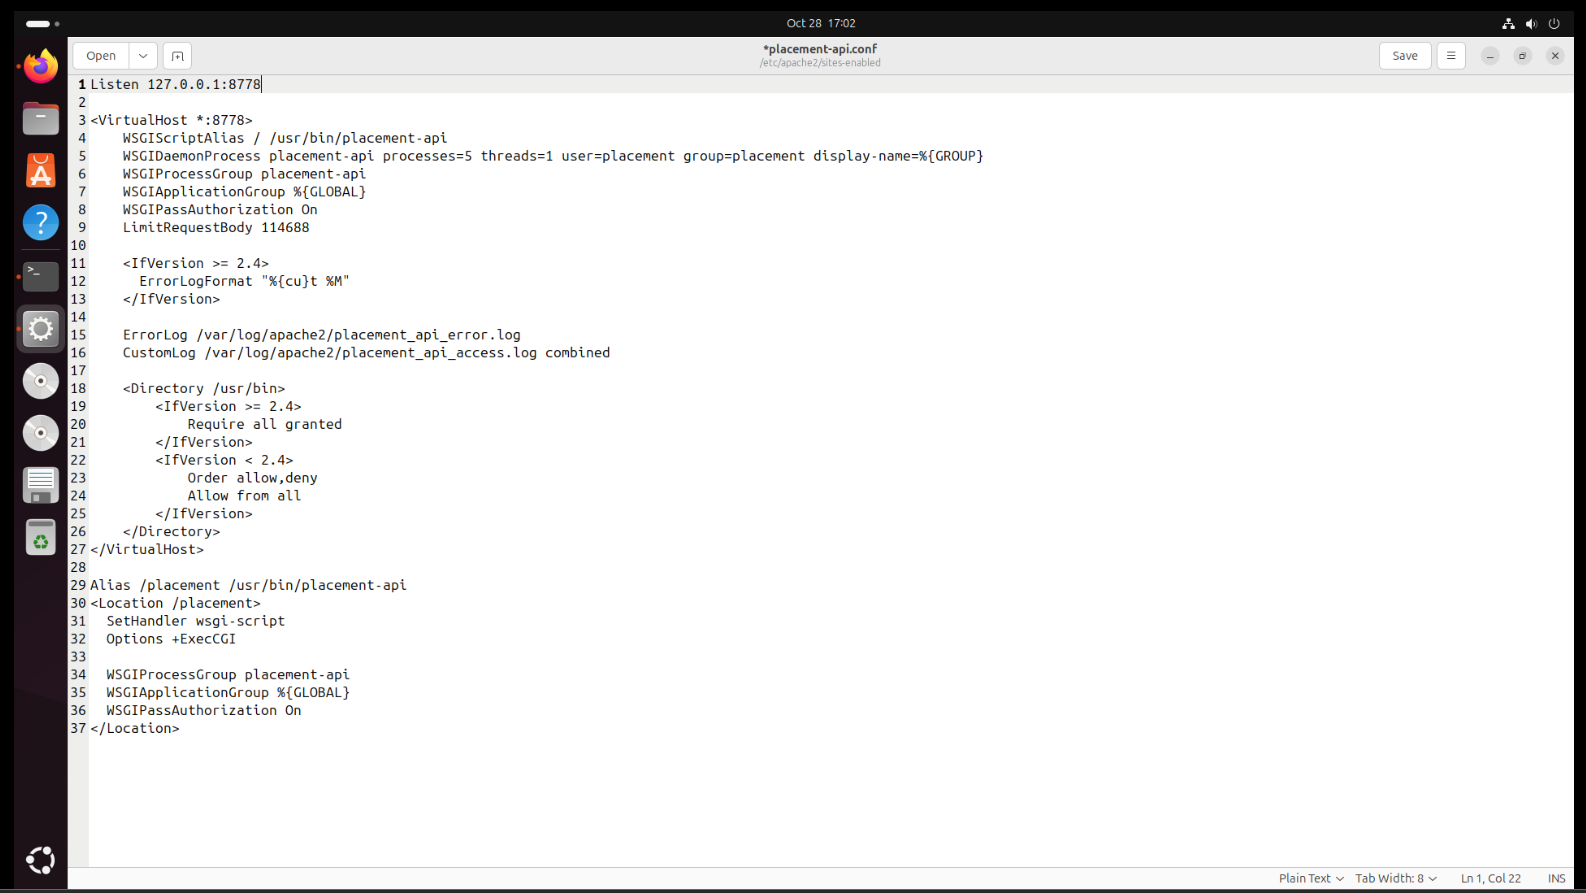 Oct 28 17:02
Open
*placement-api.conf
/etc/apache2/sites-enabled
Save
1 Listen 127.0.0.1:8778
2
3 <VirtualHost *:8778>
4     WSGIScriptAlias / /usr/bin/placement-api
5     WSGIDaemonProcess placement-api processes=5 threads=1 user=placement group=placement display-name=%{GROUP}
6     WSGIProcessGroup placement-api
7     WSGIApplicationGroup %{GLOBAL}
8     WSGIPassAuthorization On
9     LimitRequestBody 114688
10
11     <IfVersion >= 2.4>
12       ErrorLogFormat "%{cu}t %M"
13     </IfVersion>
14
15     ErrorLog /var/log/apache2/placement_api_error.log
16     CustomLog /var/log/apache2/placement_api_access.log combined
17
18     <Directory /usr/bin>
19         <IfVersion >= 2.4>
20             Require all granted
21         </IfVersion>
22         <IfVersion < 2.4>
23             Order allow,deny
24             Allow from all
25         </IfVersion>
26     </Directory>
27 </VirtualHost>
28
29 Alias /placement /usr/bin/placement-api
30 <Location /placement>
31   SetHandler wsgi-script
32   Options +ExecCGI
33
34   WSGIProcessGroup placement-api
35   WSGIApplicationGroup %{GLOBAL}
36   WSGIPassAuthorization On
37 </Location>
Plain Text Tab Width: 8 Ln 1, Col 22 INS